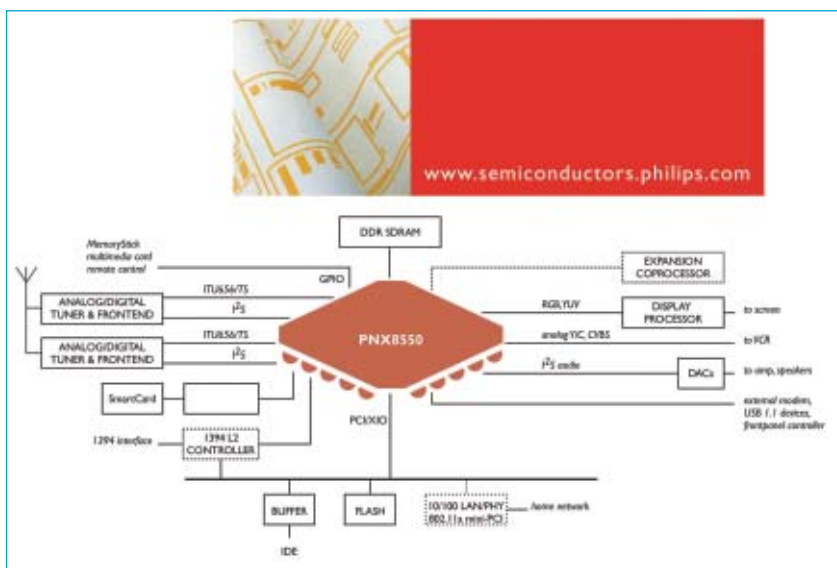 www.semiconductors.philips.com
DDR SDRAM
MemoryStick
multimedia card
remote control
GPIO
EXPANSION
COPROCESSOR
ANALOG/DIGITAL
TUNER & FRONTEND
ITU656/TS
I²S
RGB,YUV
DISPLAY
PROCESSOR
to screen
PNX8550
analog Y/C, CVBS
to VCR
ANALOG/DIGITAL
TUNER & FRONTEND
ITU656/TS
I²S
I²S
DACs
to amp, speakers
SmartCard
PCI/XIO
external modem,
USB 1.1 devices,
frontpanel controller
1394 interface
1394 L2
CONTROLLER
BUFFER
FLASH
10/100 LAN/PHY
802.11x mini-PCI
home network
IDE